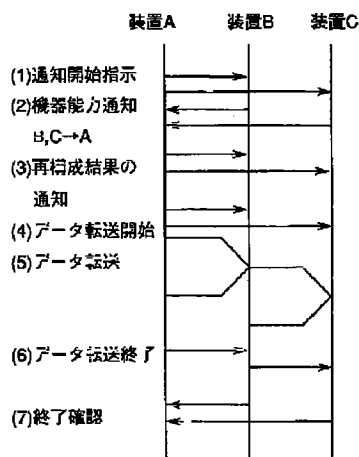 装置A 装置B 装置C
(1)通知開始指示
(2)機器能力通知
B,C→A
(3)再構成結果の
通知
(4)データ転送開始
(5)データ転送
(6)データ転送終了
(7)終了確認